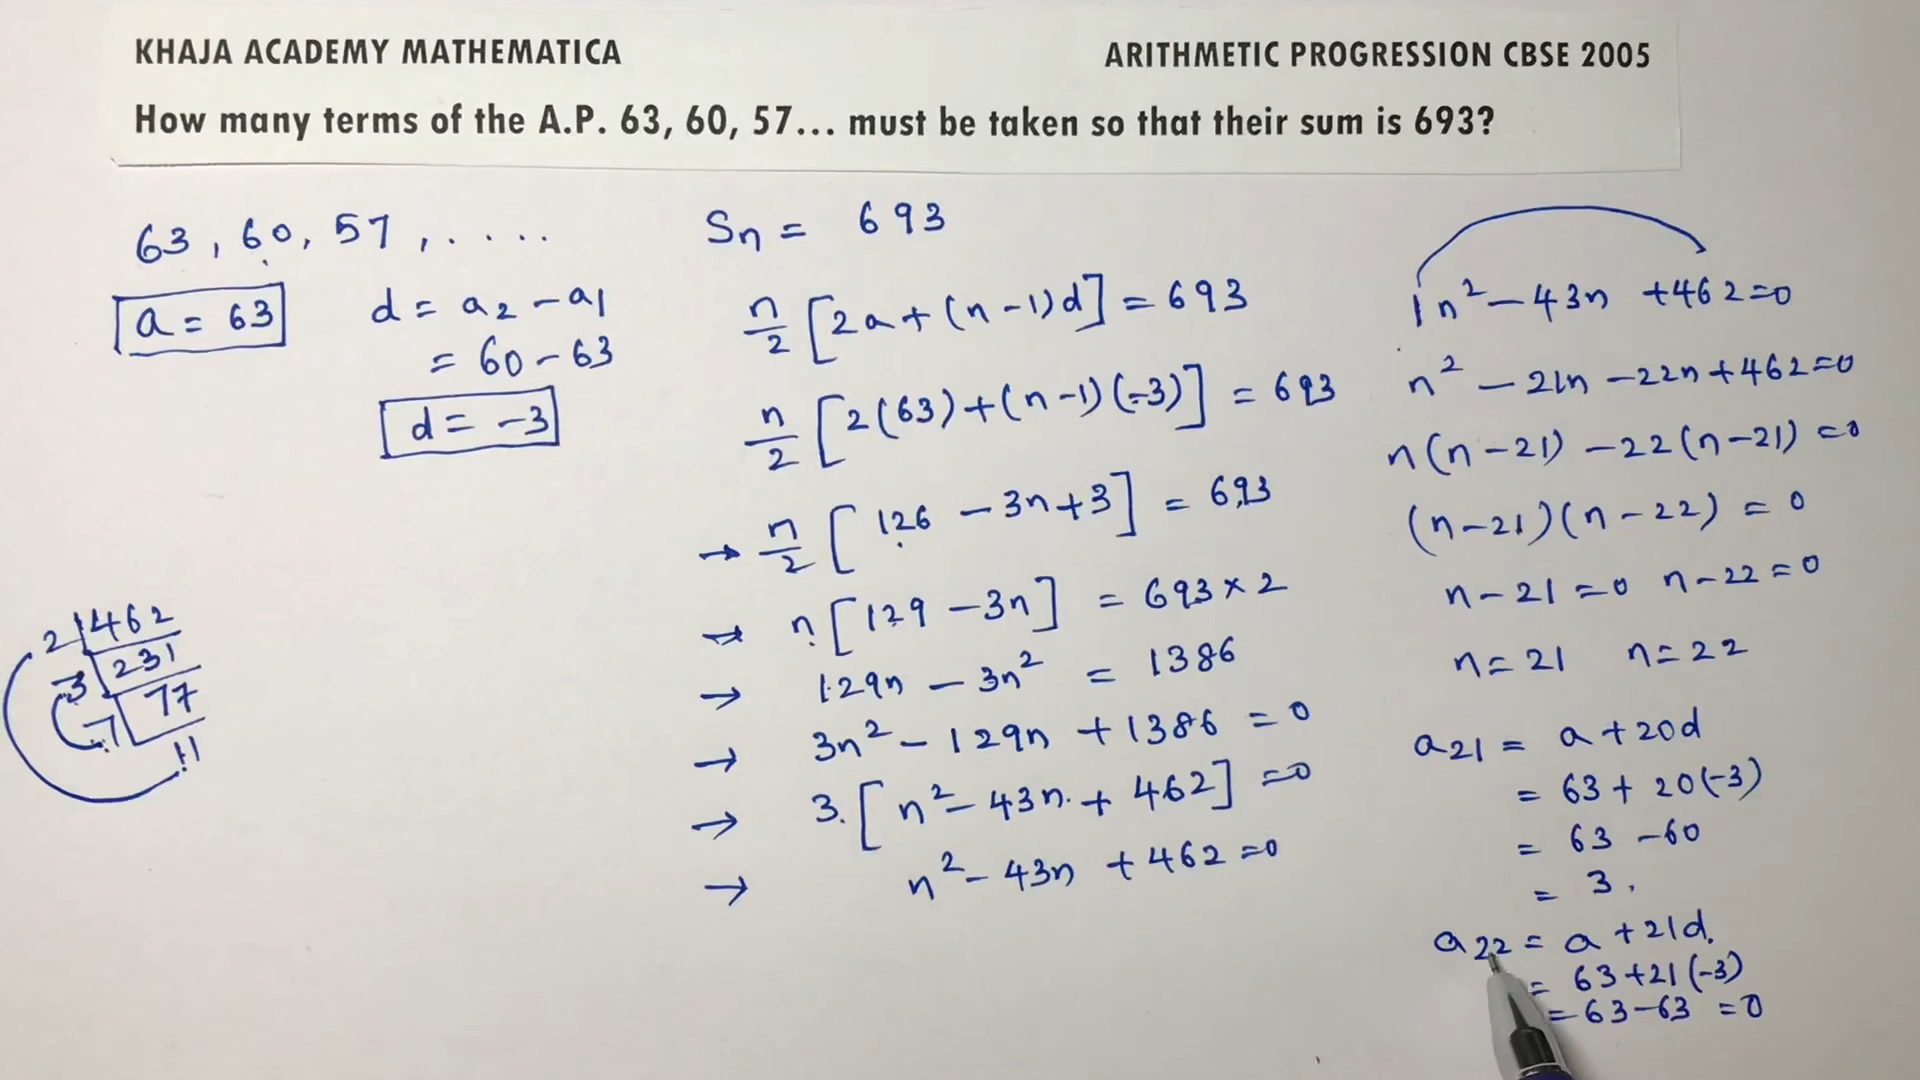 KHAJA ACADEMY MATHEMATICA
ARITHMETIC PROGRESSION CBSE 2005
How many terms of the A.P. 63, 60, 57... must be taken so that their sum is 693?
63, 60, 57, ....
a = 63
d = a₂ - a₁
= 60 - 63
d = -3
2 | 462
3 | 231
7 | 77
11
Sn = 693
n/2 [2a + (n-1)d] = 693
n/2 [2(63) + (n-1)(-3)] = 693
→ n/2 [126 - 3n + 3] = 693
→ n[129 - 3n] = 693 × 2
→ 129n - 3n² = 1386
→ 3n² - 129n + 1386 = 0
→ 3.[n² - 43n + 462] = 0
→ n² - 43n + 462 = 0
1n² - 43n + 462 = 0
n² - 21n - 22n + 462 = 0
n(n-21) - 22(n-21) = 0
(n-21)(n-22) = 0
n - 21 = 0 n - 22 = 0
n = 21 n = 22
a21 = a + 20d
= 63 + 20(-3)
= 63 - 60
= 3.
a22 = a + 21d.
= 63 + 21(-3)
= 63 - 63 = 0